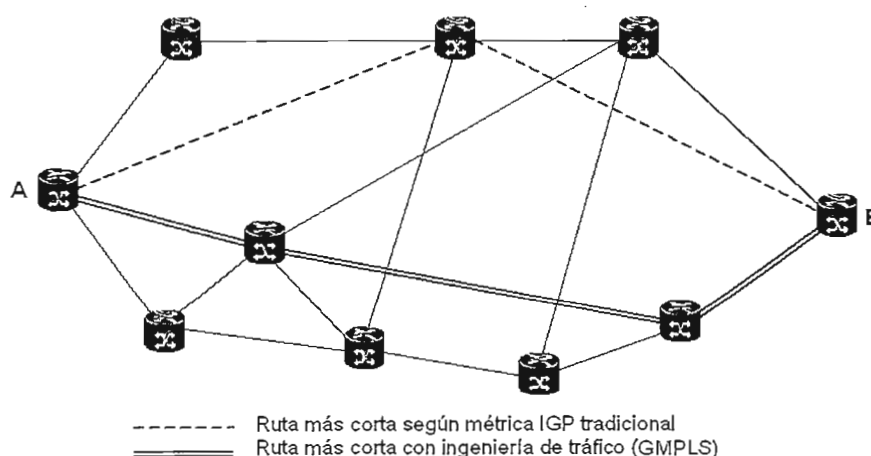 A
Ruta más corta según métrica IGP tradicional
Ruta más corta con ingeniería de tráfico (GMPLS)